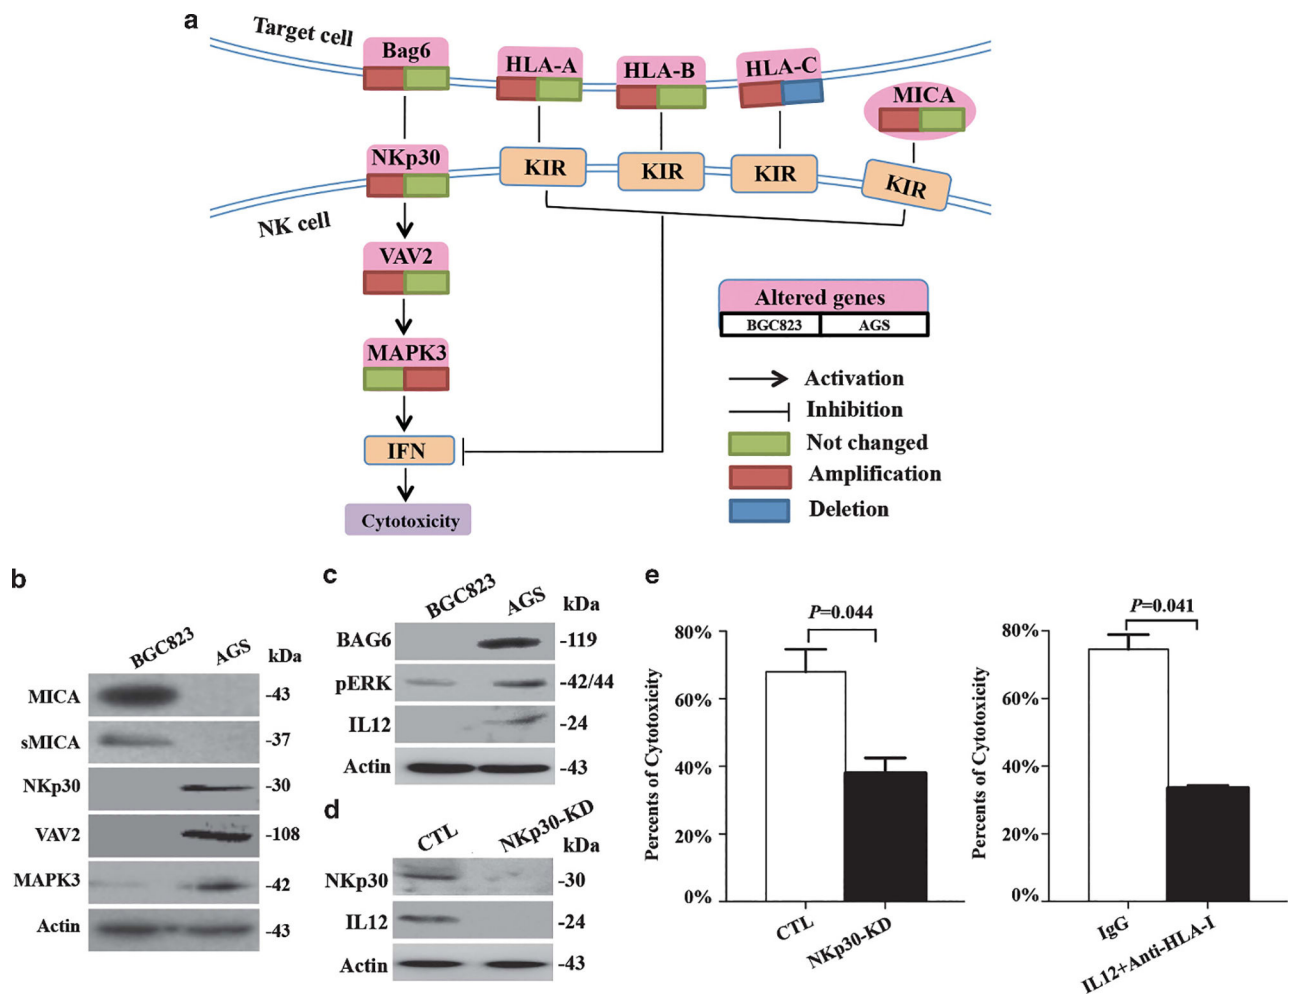 a
Target cell
Bag6
HLA-A
HLA-B
HLA-C
MICA
NKp30
KIR
KIR
KIR
KIR
NK cell
VAV2
MAPK3
IFN
Cytotoxicity
Altered genes
BGC823 AGS
Activation
Inhibition
Not changed
Amplification
Deletion
b
BGC823 AGS kDa
MICA -43
sMICA -37
NKp30 -30
VAV2 -108
MAPK3 -42
Actin -43
c
BGC823 AGS kDa
BAG6 -119
pERK -42/44
IL12 -24
Actin -43
d
CTL NKp30-KD kDa
NKp30 -30
IL12 -24
Actin -43
e
P=0.044
Percents of Cytotoxicity
80%
60%
40%
20%
0%
CTL
NKp30-KD
P=0.041
Percents of Cytotoxicity
80%
60%
40%
20%
0%
IgG
IL12+Anti-HLA-I